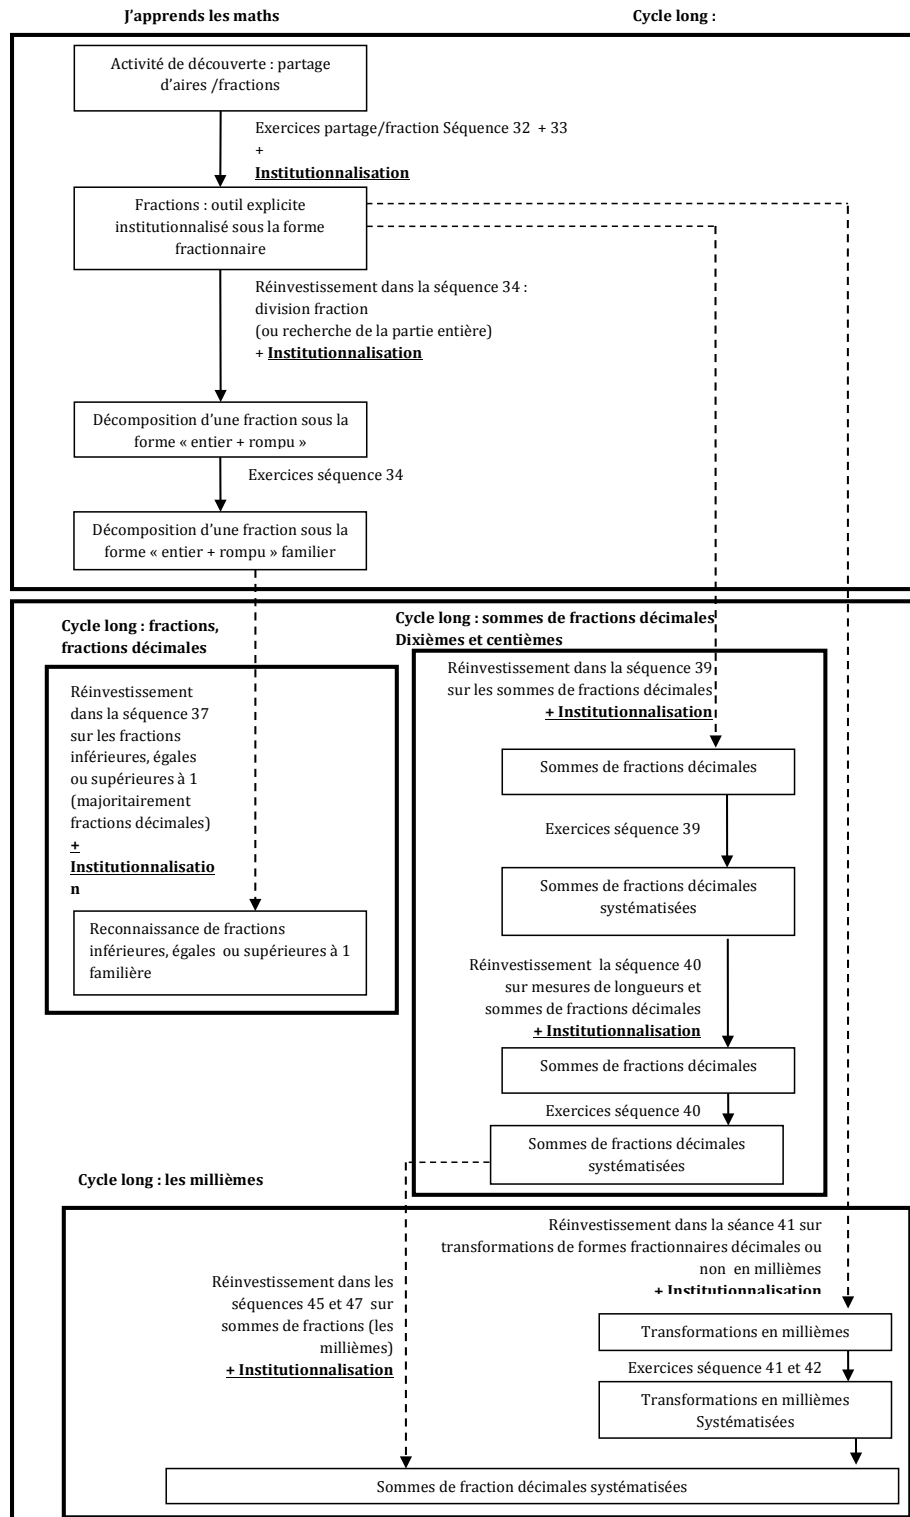 J’apprends les maths
Cycle long :
Activité de découverte : partage
d’aires /fractions
Exercices partage/fraction Séquence 32 + 33
+
Institutionnalisation
Fractions : outil explicite
institutionnalisé sous la forme
fractionnaire
Réinvestissement dans la séquence 34 :
division fraction
(ou recherche de la partie entière)
+ Institutionnalisation
Décomposition d’une fraction sous la
forme « entier + rompu »
Exercices séquence 34
Décomposition d’une fraction sous la
forme « entier + rompu » familier
Cycle long : fractions,
fractions décimales
Réinvestissement
dans la séquence 37
sur les fractions
inférieures, égales
ou supérieures à 1
(majoritairement
fractions décimales)
+
Institutionnalisatio
n
Reconnaissance de fractions
inférieures, égales ou supérieures à 1
familière
Cycle long : sommes de fractions décimales
Dixièmes et centièmes
Réinvestissement dans la séquence 39
sur les sommes de fractions décimales
+ Institutionnalisation
Sommes de fractions décimales
Exercices séquence 39
Sommes de fractions décimales
systématisées
Réinvestissement la séquence 40
sur mesures de longueurs et
sommes de fractions décimales
+ Institutionnalisation
Sommes de fractions décimales
Exercices séquence 40
Sommes de fractions décimales
systématisées
Cycle long : les millièmes
Réinvestissement dans la séance 41 sur
transformations de formes fractionnaires décimales ou
non en millièmes
+ Institutionnalisation
Réinvestissement dans les
séquences 45 et 47 sur
sommes de fractions (les
millièmes)
+ Institutionnalisation
Transformations en millièmes
Exercices séquence 41 et 42
Transformations en millièmes
Systématisées
Sommes de fraction décimales systématisées